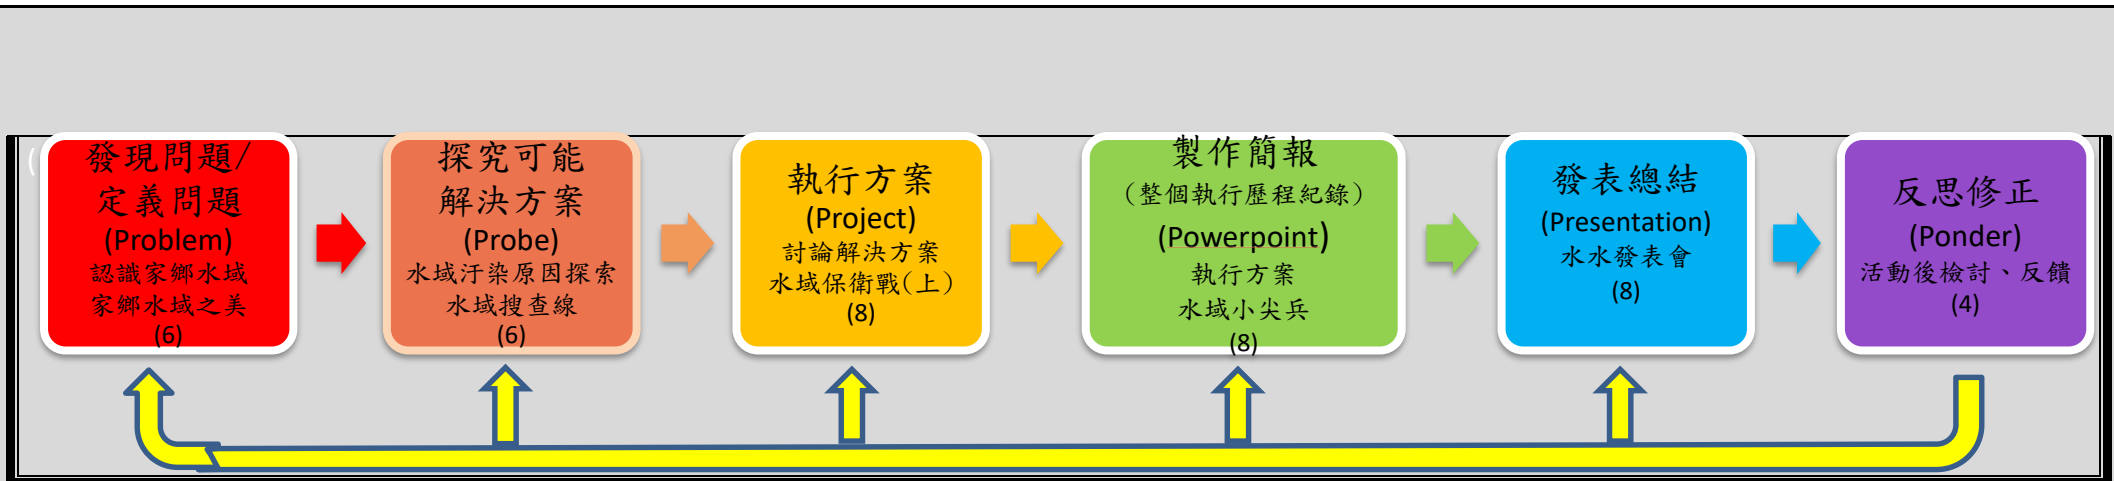 (
發現問題/
定義問題
(Problem)
認識家鄉水域
家鄉水域之美
(6)
探究可能
解決方案
(Probe)
水域汙染原因探索
水域搜查線
(6)
執行方案
(Project)
討論解決方案
水域保衛戰(上)
(8)
製作簡報
(整個執行歷程紀錄)
(Powerpoint)
執行方案
水域小尖兵
(8)
發表總結
(Presentation)
水水發表會
(8)
反思修正
(Ponder)
活動後檢討、反饋
(4)